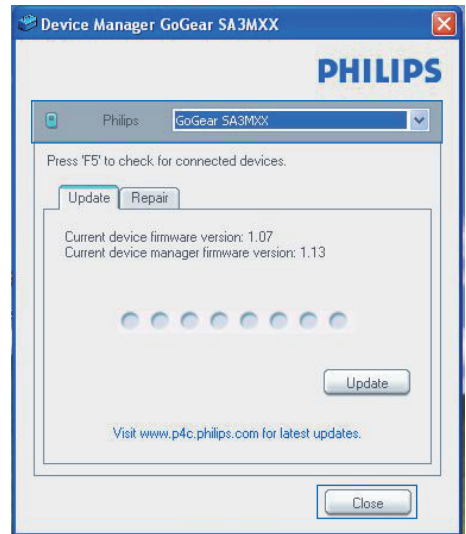 Device Manager GoGear SA3MXX
PHILIPS
Philips GoGear SA3MXX
Press 'F5' to check for connected devices.
Update Repair
Current device firmware version: 1.07
Current device manager firmware version: 1.13
Update
Visit www.p4c.philips.com for latest updates.
Close